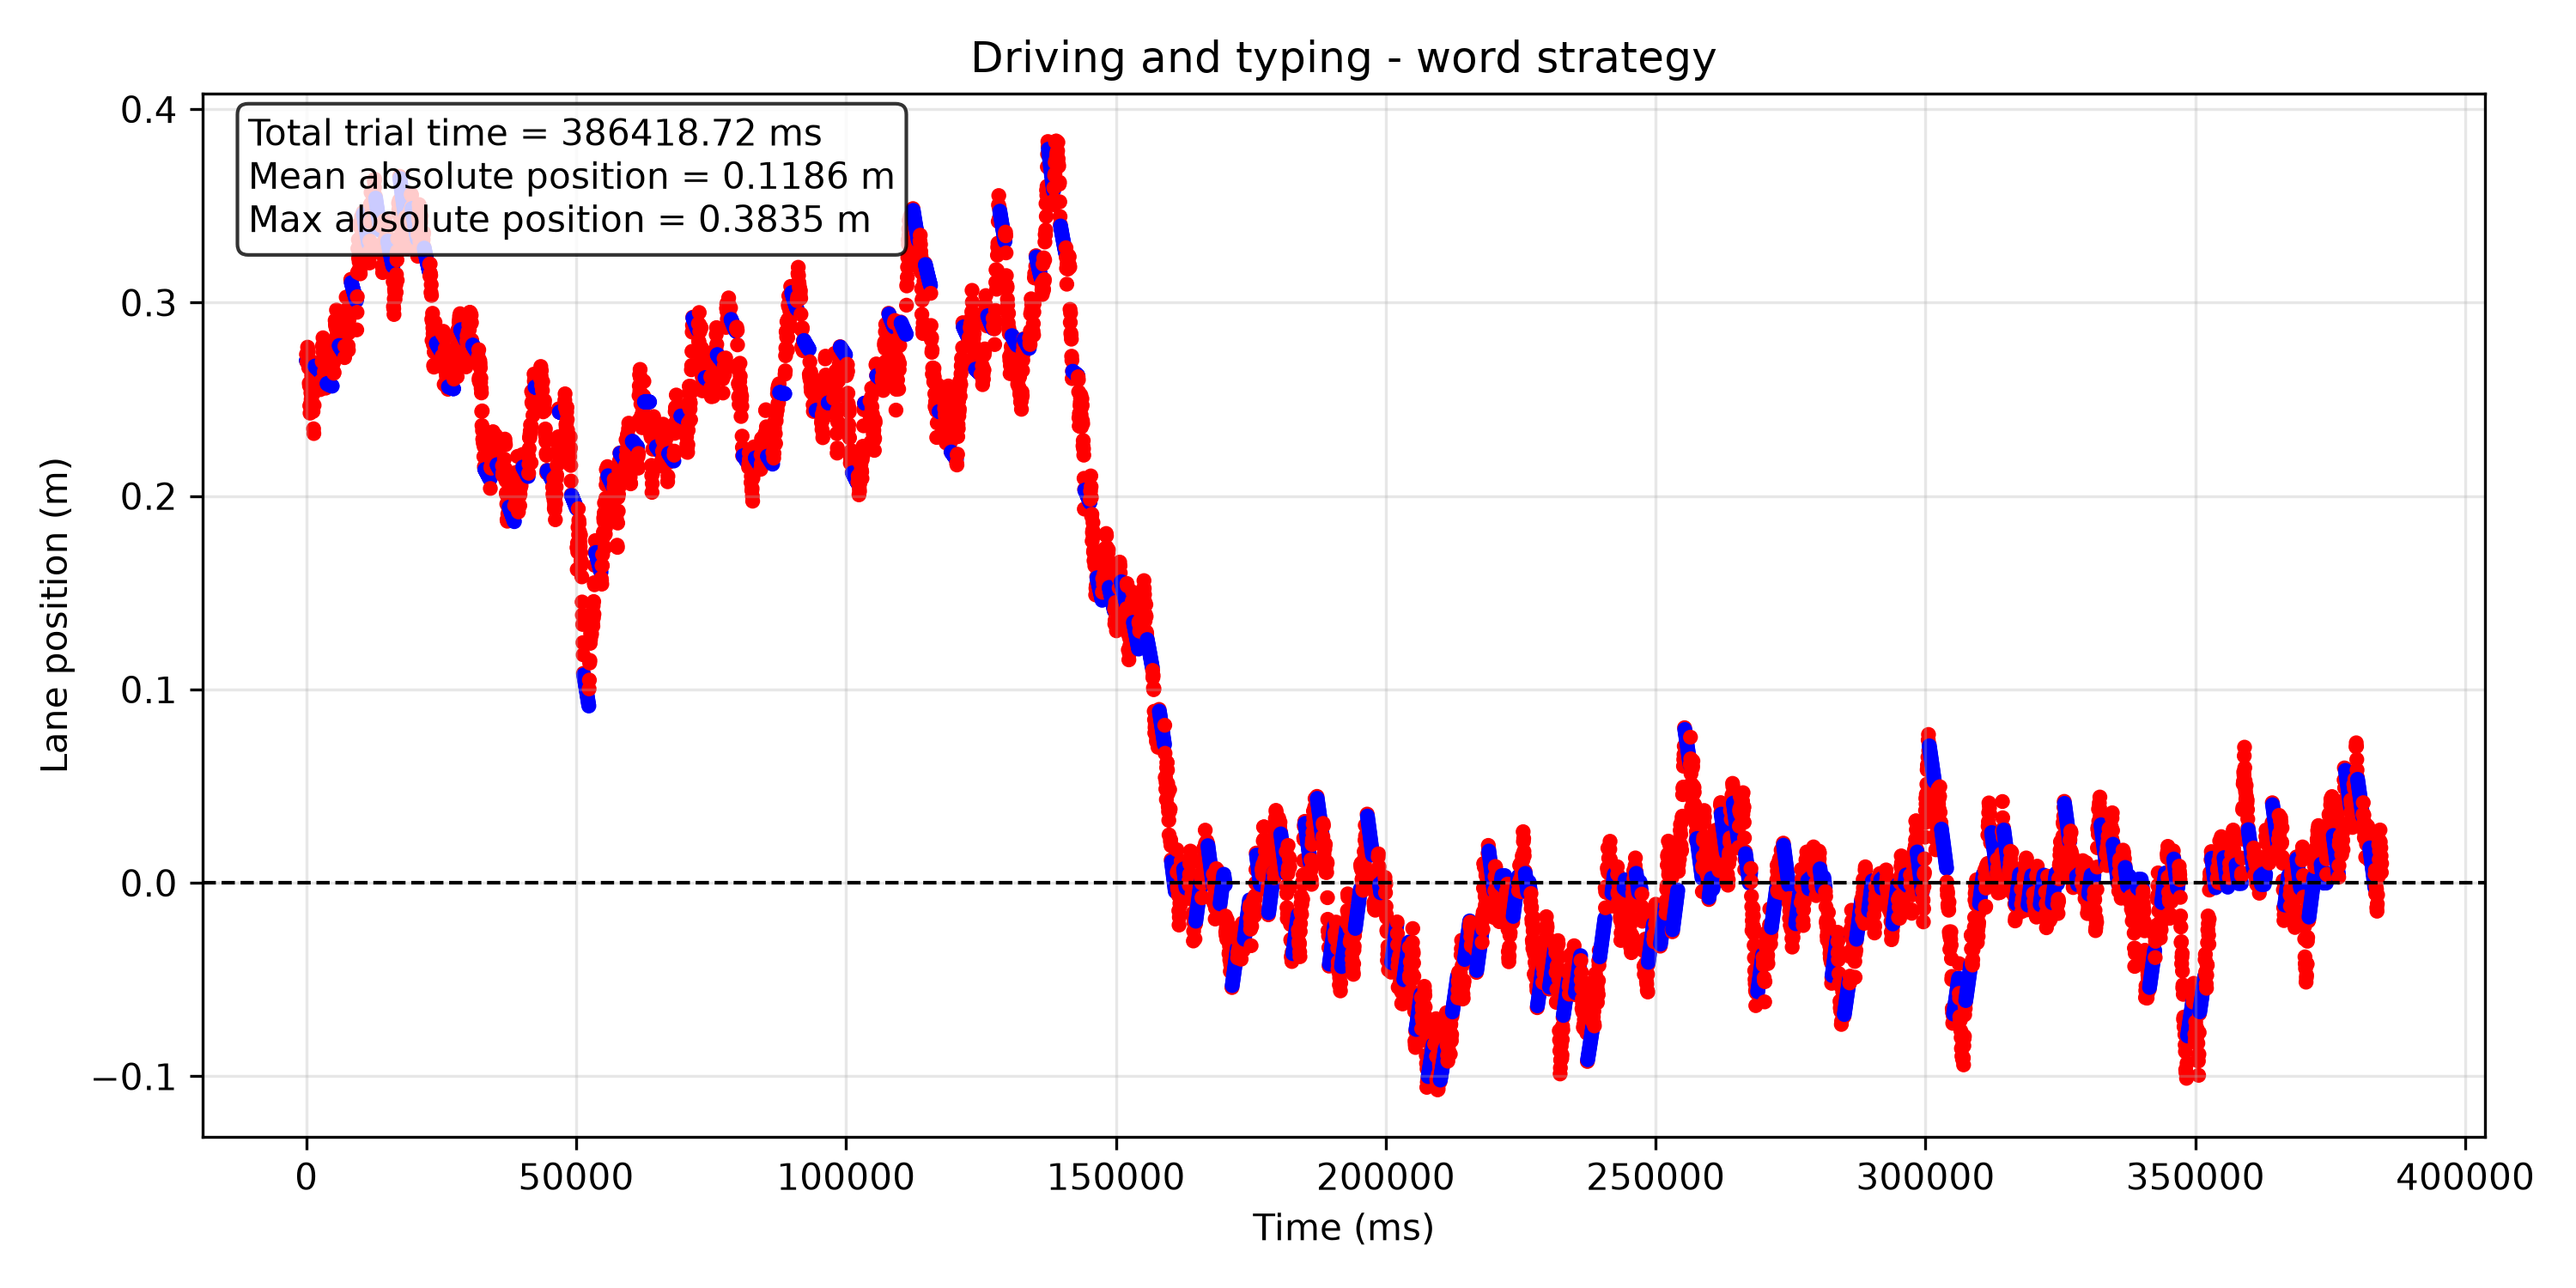 Driving and typing - word strategy
Total trial time = 386418.72 ms
Mean absolute position = 0.1186 m
Max absolute position = 0.3835 m
Lane position (m)
0.4
0.3
0.2
0.1
0.0
−0.1
0 50000 100000 150000 200000 250000 300000 350000 400000
Time (ms)